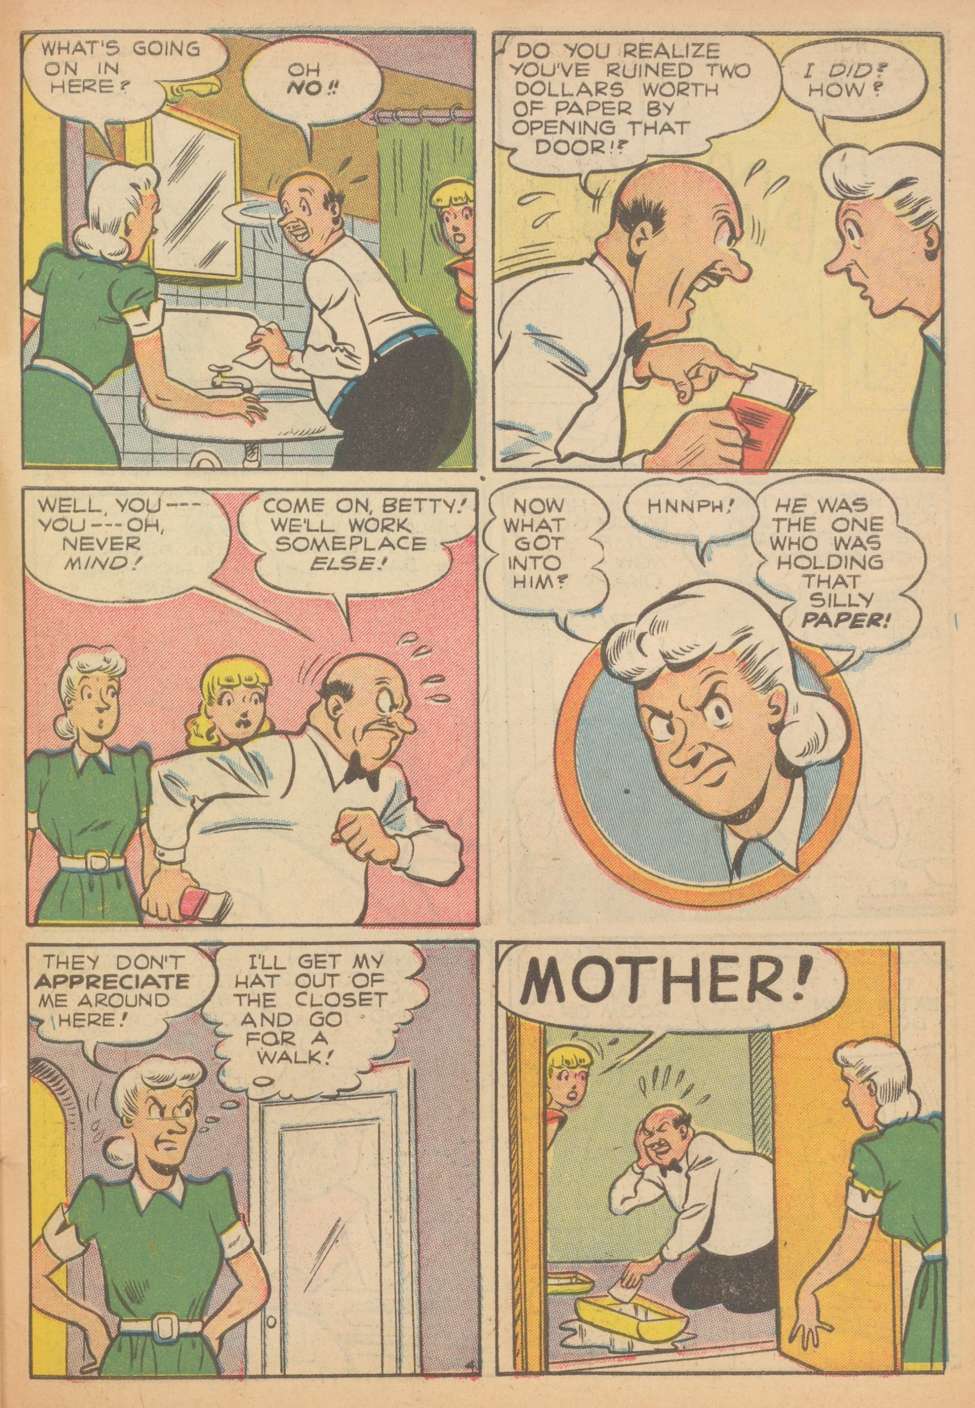 WHAT'S GOING
ON IN
HERE?
OH
NO!!
DO YOU REALIZE
YOU'VE RUINED TWO
DOLLARS WORTH
OF PAPER BY
OPENING THAT
DOOR!?
I DID?
HOW?
WELL, YOU---
YOU---OH,
NEVER
MIND!
COME ON, BETTY!
WE'LL WORK
SOMEPLACE
ELSE!
NOW
WHAT
GOT
INTO
HIM?
HNNPH!
HE WAS
THE ONE
WHO WAS
HOLDING
THAT
SILLY
PAPER!
THEY DON'T
APPRECIATE
ME AROUND
HERE!
I'LL GET MY
HAT OUT OF
THE CLOSET
AND GO
FOR A
WALK!
4
MOTHER!